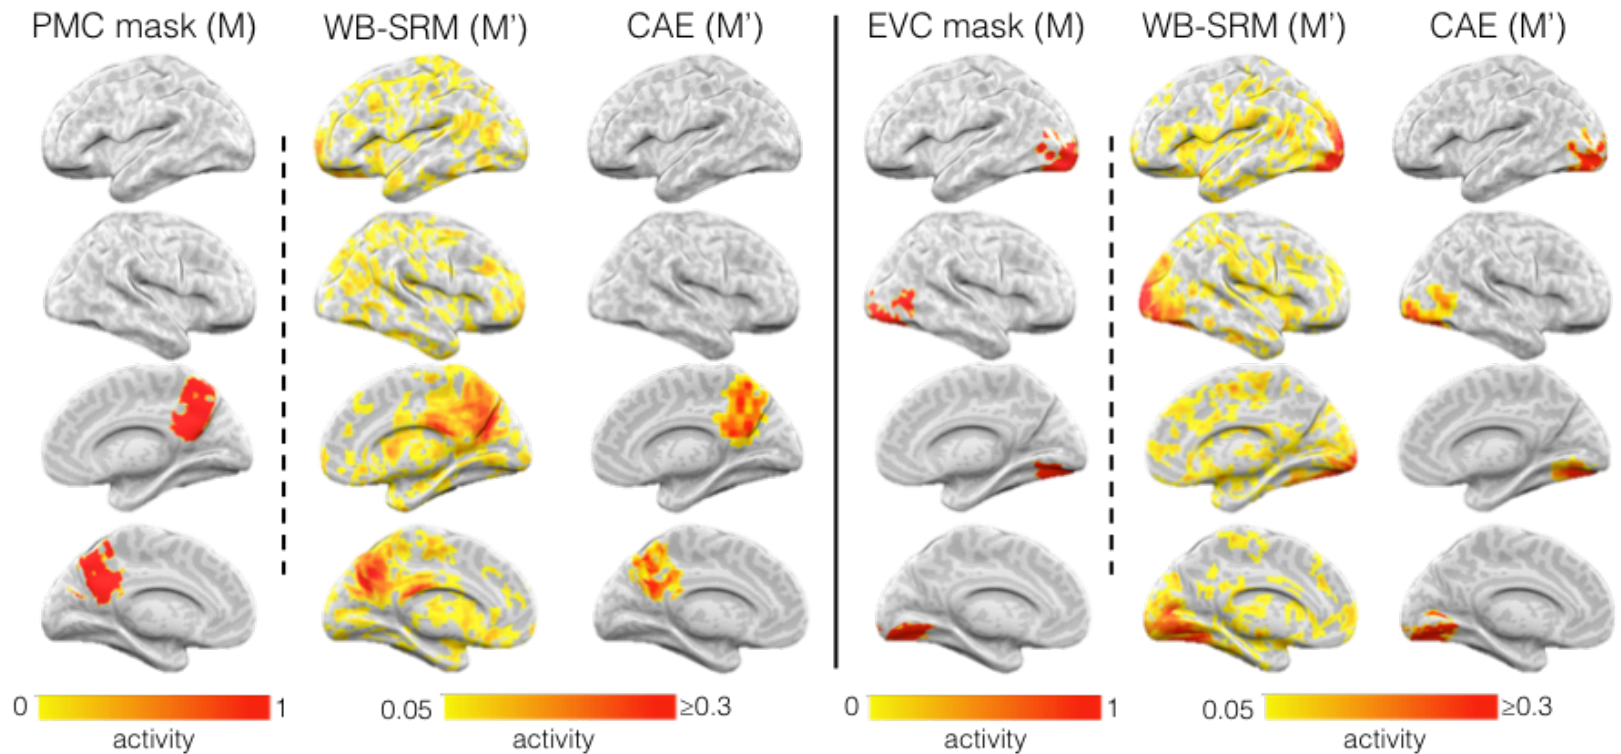 PMC mask (M) WB-SRM (M') CAE (M') EVC mask (M) WB-SRM (M') CAE (M')
0 1 0.05 ≥0.3 0 1 0.05 ≥0.3
activity activity activity activity